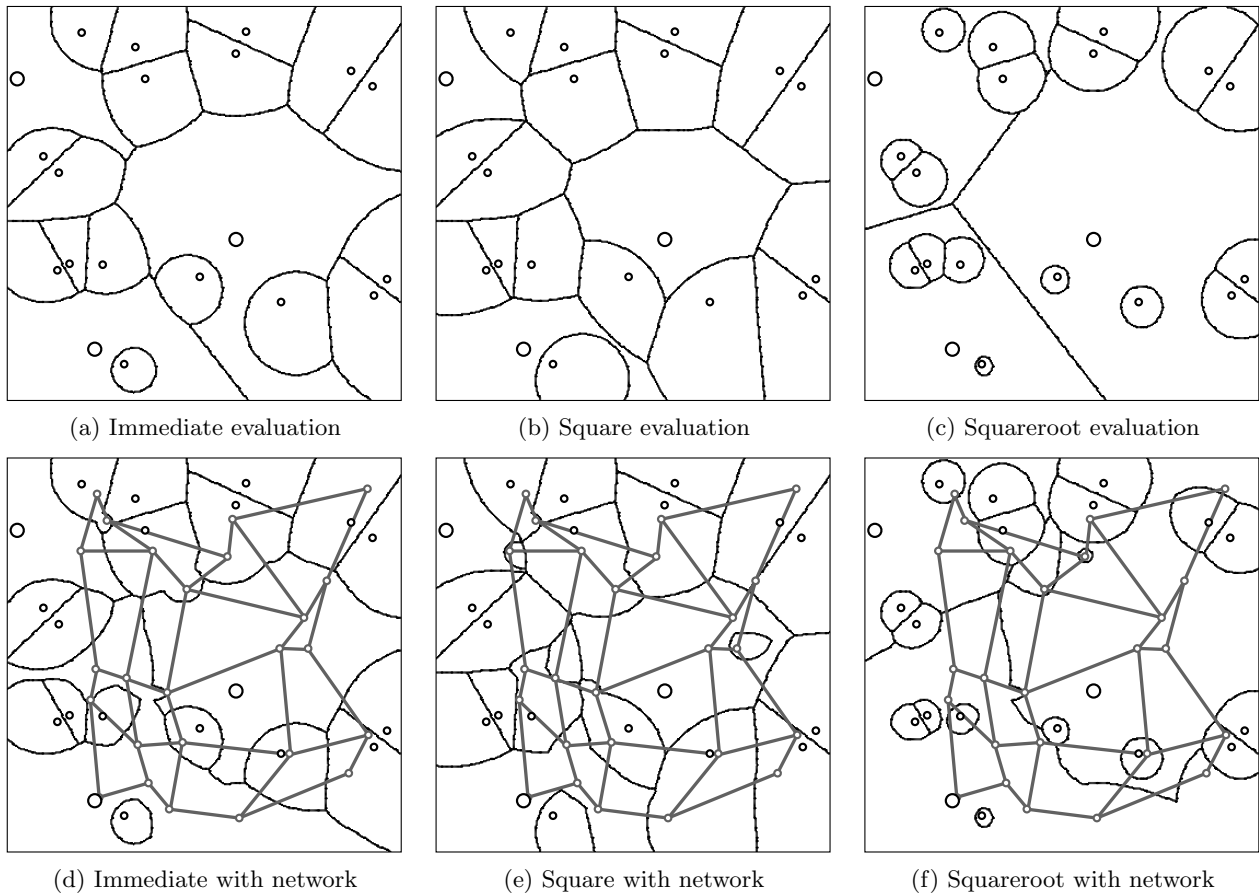 (a) Immediate evaluation
(b) Square evaluation
(c) Squareroot evaluation
(d) Immediate with network
(e) Square with network
(f) Squareroot with network